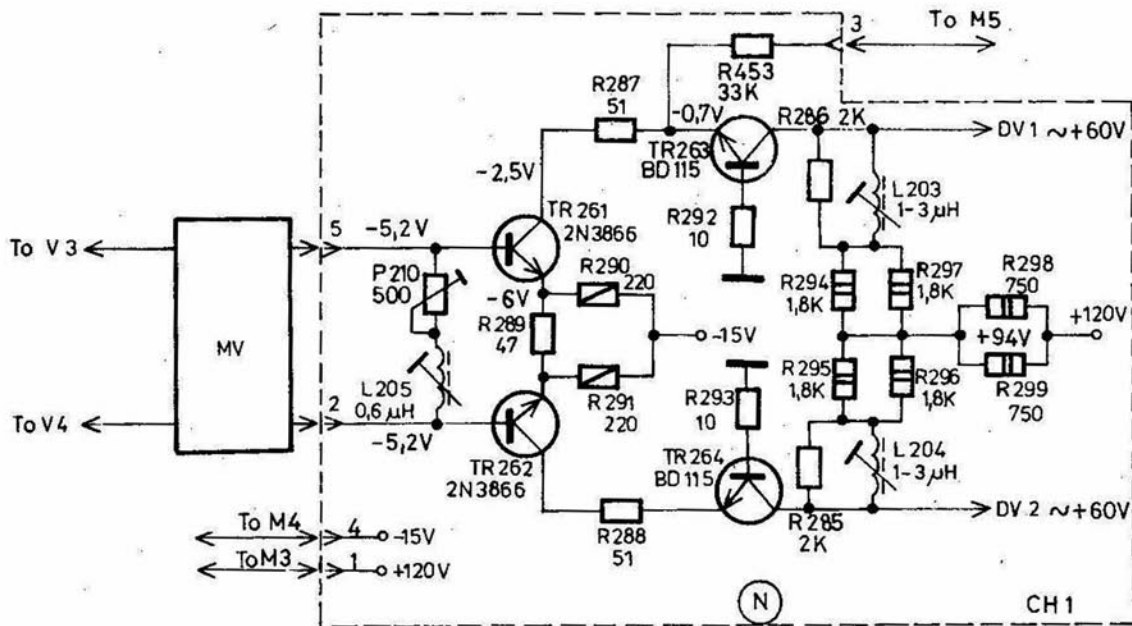 3
To M5
R453
33K
R287
51
-0,7V
R286 2K
DV1 ~+60V
TR263
BD115
-2,5V
L203
1-3 µH
TR261
2N3866
R292
10
5
-5,2V
To V3
P210
500
R290
220
-6V
R294
1,8K
R297
1,8K
R298
750
+120V
R289
47
-15V
+94V
MV
R295
1,8K
R296
1,8K
R299
750
L205
0,6 µH
R291
220
R293
10
2
To V4
-5,2V
L204
1-3 µH
TR264
BD115
TR262
2N3866
DV2 ~+60V
R285
2K
To M4
4
-15V
R288
51
To M3
1
+120V
N
CH1